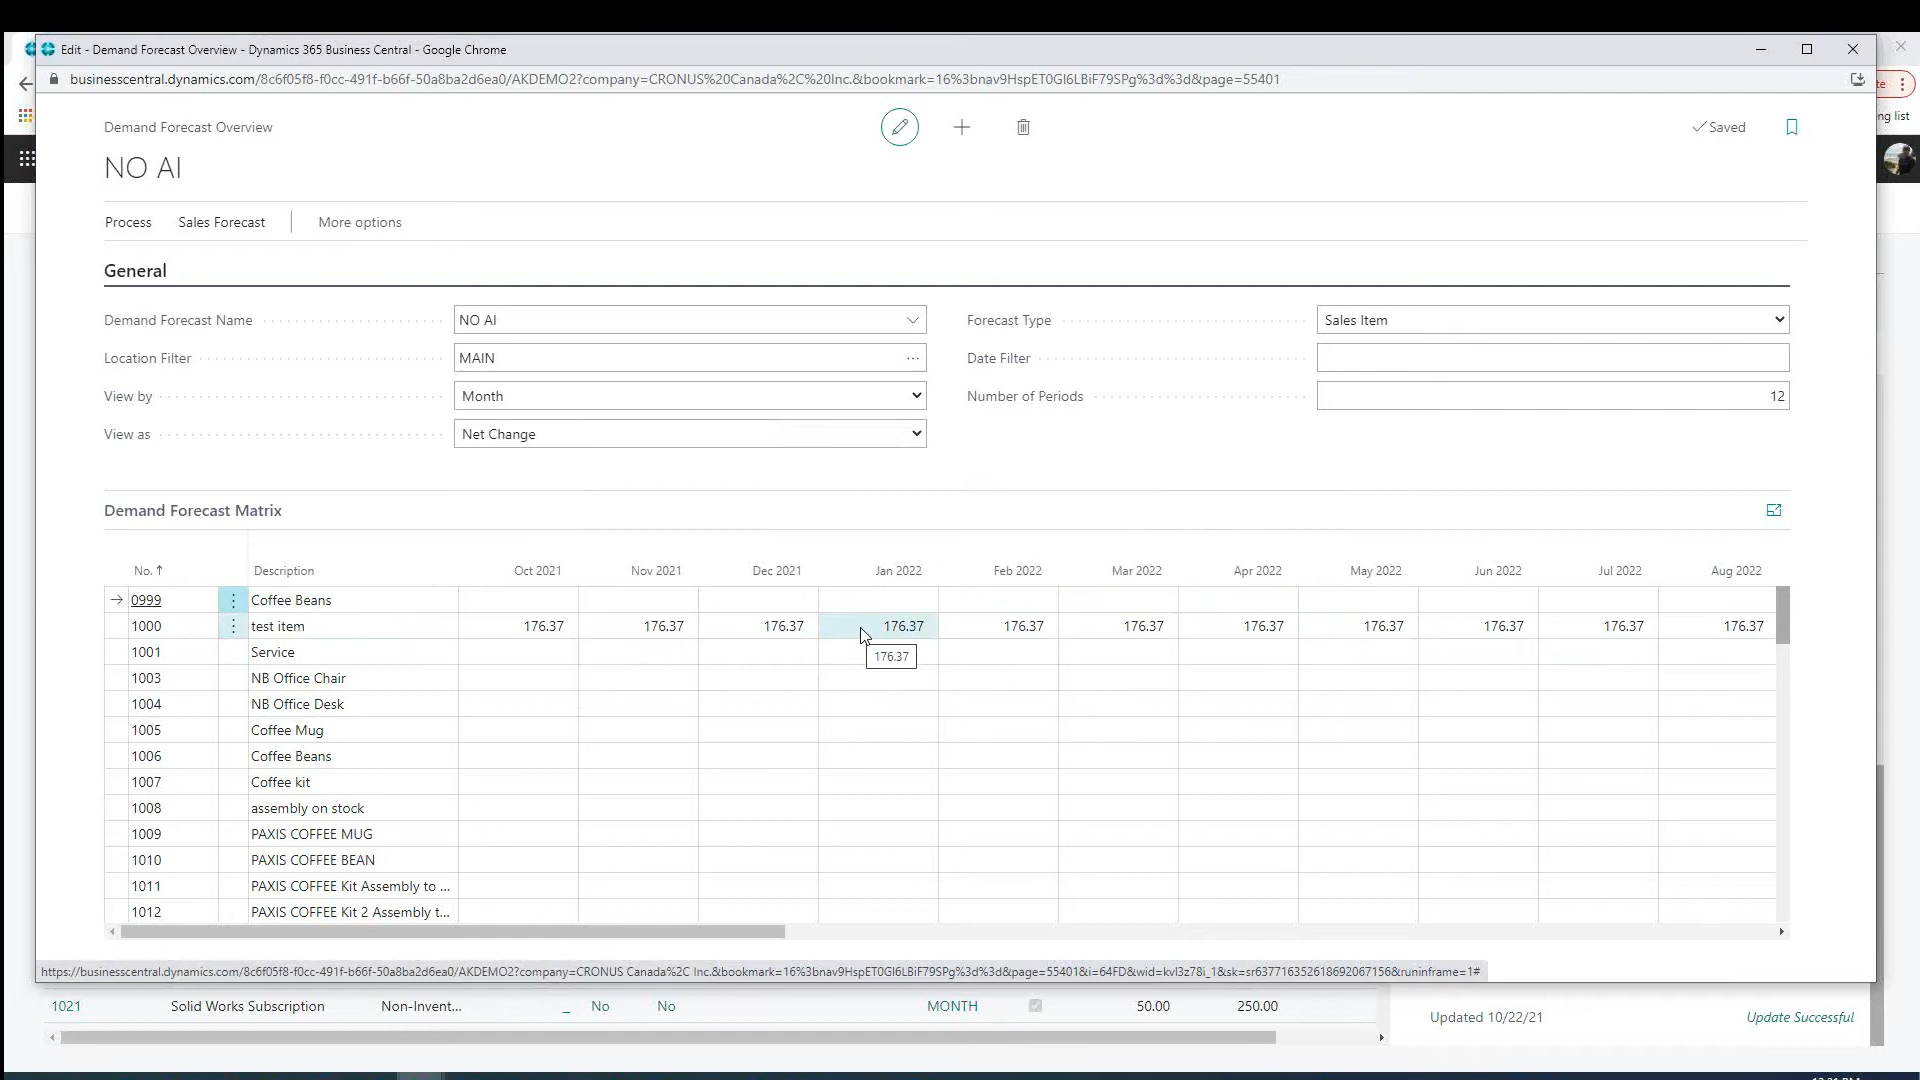 Edit - Demand Forecast Overview - Dynamics 365 Business Central - Google Chrome
businesscentral.dynamics.com/8c6f05f8-f0cc-491f-b66f-50a8ba2d6ea0/AKDEMO2?company=CRONUS%20Canada%2C%20Inc.&bookmark=16%3bnav9HspET0GI6LBiF79SPg%3d%3d&page=55401
ng list
Demand Forecast Overview
Saved
NO AI
Process Sales Forecast More options
General
Demand Forecast Name NO AI Forecast Type Sales Item
Location Filter MAIN ... Date Filter
View by Month Number of Periods 12
View as Net Change
Demand Forecast Matrix
No. ↑ Description Oct 2021 Nov 2021 Dec 2021 Jan 2022 Feb 2022 Mar 2022 Apr 2022 May 2022 Jun 2022 Jul 2022 Aug 2022
0999 Coffee Beans
1000 test item 176.37 176.37 176.37 176.37 176.37 176.37 176.37 176.37 176.37 176.37 176.37
1001 Service 176.37
1003 NB Office Chair
1004 NB Office Desk
1005 Coffee Mug
1006 Coffee Beans
1007 Coffee kit
1008 assembly on stock
1009 PAXIS COFFEE MUG
1010 PAXIS COFFEE BEAN
1011 PAXIS COFFEE Kit Assembly to ...
1012 PAXIS COFFEE Kit 2 Assembly t...
https://businesscentral.dynamics.com/8c6f05f8-f0cc-491f-b66f-50a8ba2d6ea0/AKDEMO2?company=CRONUS Canada%2C Inc.&bookmark=16%3bnav9HspET0GI6LBiF79SPg%3d%3d&page=55401&i=64FD&wid=kvl3z78i_1&sk=sr637716352618692067156&runinframe=1#
1021 Solid Works Subscription Non-Invent... _ No No MONTH 50.00 250.00
Updated 10/22/21 Update Successful